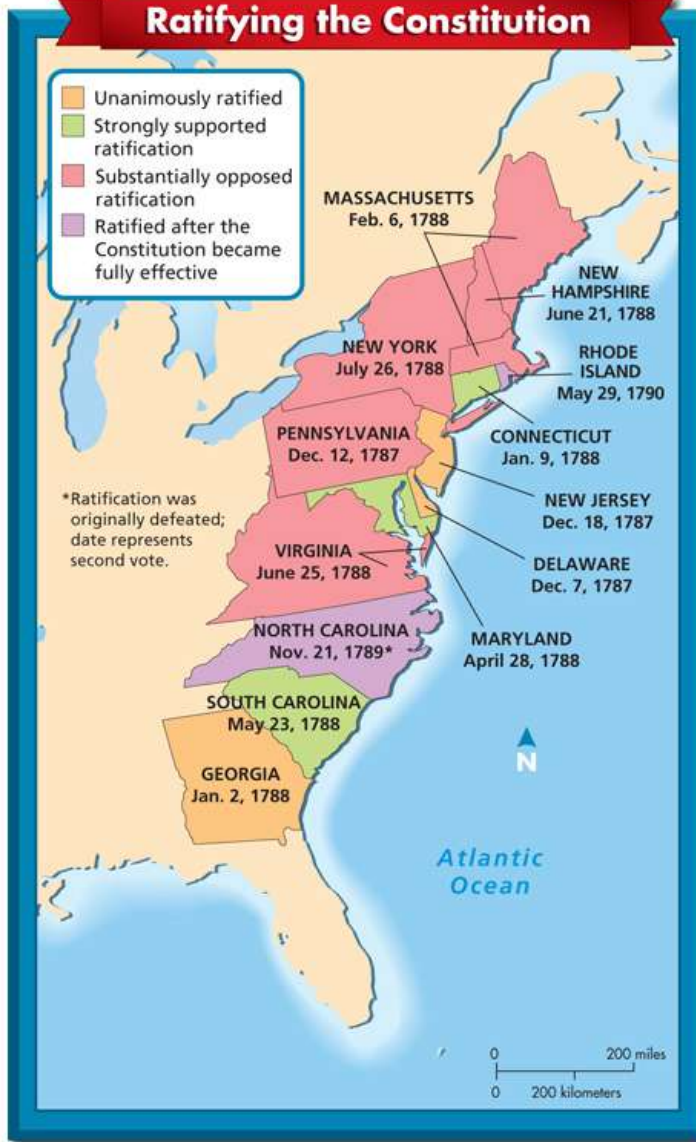 Ratifying the Constitution
Unanimously ratified
Strongly supported
ratification
Substantially opposed
ratification
Ratified after the
Constitution became
fully effective
MASSACHUSETTS
Feb. 6, 1788
NEW
HAMPSHIRE
June 21, 1788
NEW YORK
July 26, 1788
RHODE
ISLAND
May 29, 1790
PENNSYLVANIA
Dec. 12, 1787
CONNECTICUT
Jan. 9, 1788
*Ratification was
originally defeated;
date represents
second vote.
NEW JERSEY
Dec. 18, 1787
VIRGINIA
June 25, 1788
DELAWARE
Dec. 7, 1787
NORTH CAROLINA
Nov. 21, 1789*
MARYLAND
April 28, 1788
SOUTH CAROLINA
May 23, 1788
N
GEORGIA
Jan. 2, 1788
Atlantic
Ocean
0 200 miles
0 200 kilometers